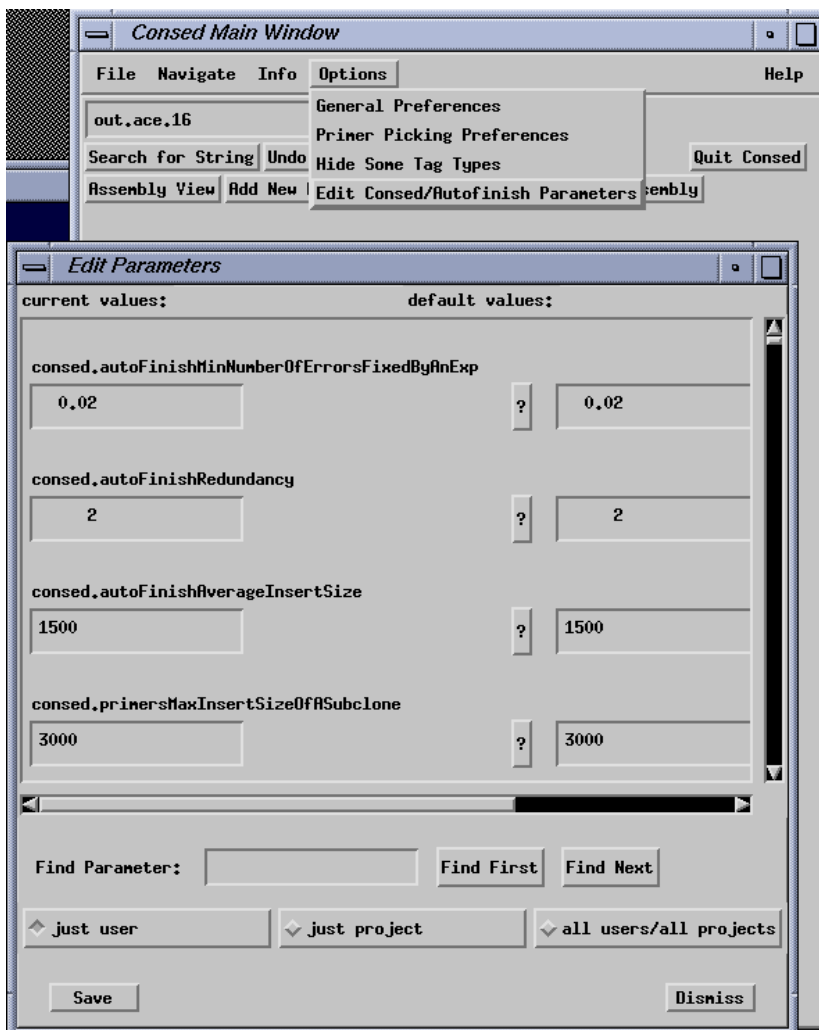 Consed Main Window
File Navigate Info Options Help
General Preferences
out.ace.16
Primer Picking Preferences
Search for String Undo Hide Some Tag Types Quit Consed
Assembly View Add New Edit Consed/Autofinish Parameters sembly
Edit Parameters
current values: default values:
consed.autoFinishMinNumberOfErrorsFixedByAnExp
0.02 ? 0.02
consed.autoFinishRedundancy
2 ? 2
consed.autoFinishAverageInsertSize
1500 ? 1500
consed.primersMaxInsertSizeOfASubclone
3000 ? 3000
Find Parameter: Find First Find Next
just user just project all users/all projects
Save Dismiss